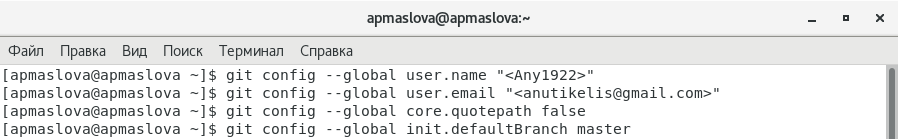 apmaslova@apmaslova:~
Файл Правка Вид Поиск Терминал Справка
[apmaslova@apmaslova ~]$ git config --global user.name "<Any1922>"
[apmaslova@apmaslova ~]$ git config --global user.email "<anutikelis@gmail.com>"
[apmaslova@apmaslova ~]$ git config --global core.quotepath false
[apmaslova@apmaslova ~]$ git config --global init.defaultBranch master